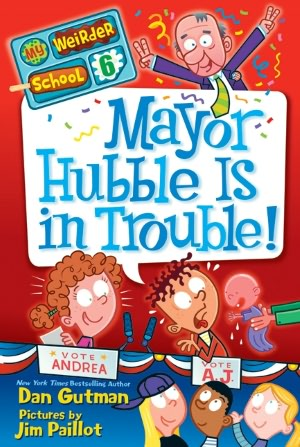 MY
WEIRDER
SCHOOL
6
Mayor
Hubble Is
in Trouble!
VOTE
ANDREA
VOTE
A.J.
New York Times Bestselling Author
Dan Gutman
Pictures by
Jim Paillot